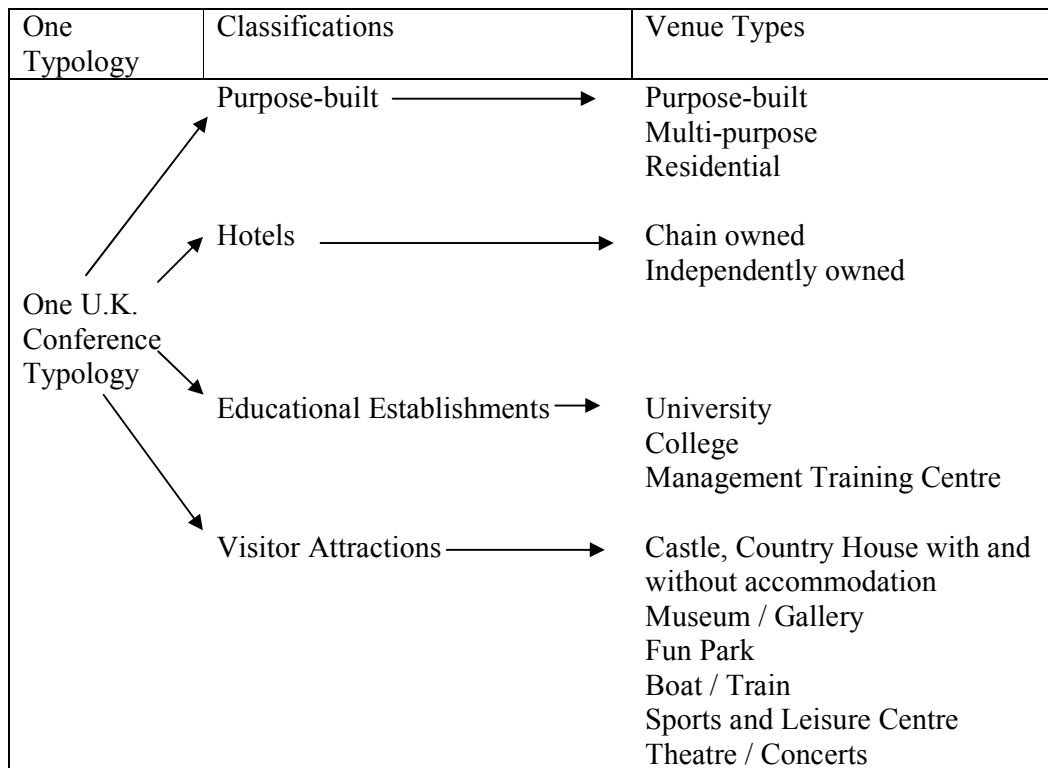 One Typology
Classifications
Venue Types
One U.K.
Conference
Typology
Purpose-built
Purpose-built
Multi-purpose
Residential
Hotels
Chain owned
Independently owned
Educational Establishments
University
College
Management Training Centre
Visitor Attractions
Castle, Country House with and
without accommodation
Museum / Gallery
Fun Park
Boat / Train
Sports and Leisure Centre
Theatre / Concerts